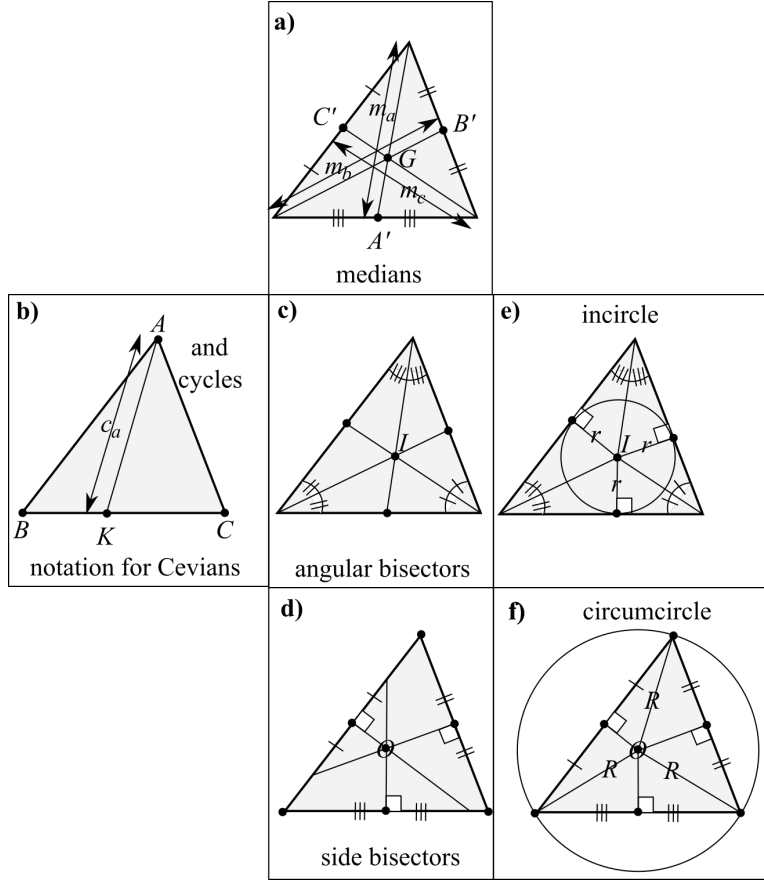 a)
C'
m_a
B'
G
m_b
m_c
A'
medians
b)
A
and
cycles
c_a
B
K
C
notation for Cevians
c)
I
angular bisectors
e)
incircle
I
r
r
r
d)
O
side bisectors
f)
circumcircle
R
O
R
R